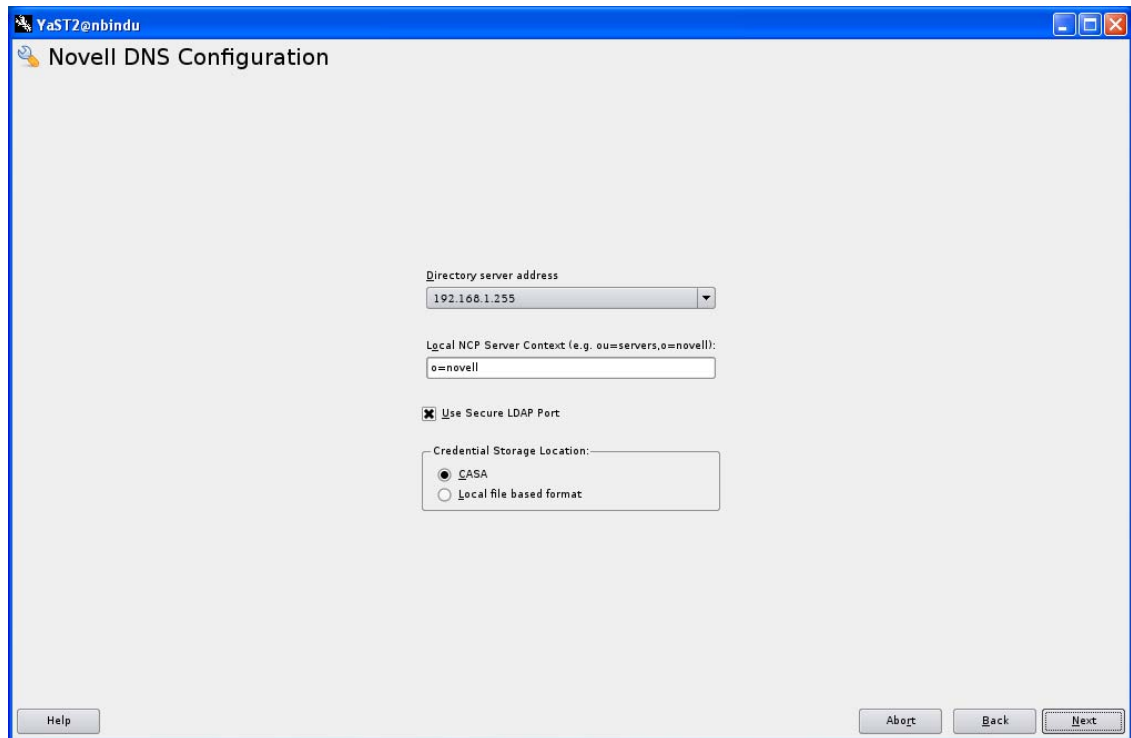 YaST2@nbindu
Novell DNS Configuration
Directory server address
192.168.1.255
Local NCP Server Context (e.g. ou=servers,o=novell):
o=novell
Use Secure LDAP Port
Credential Storage Location:
CASA
Local file based format
Help
Abort
Back
Next